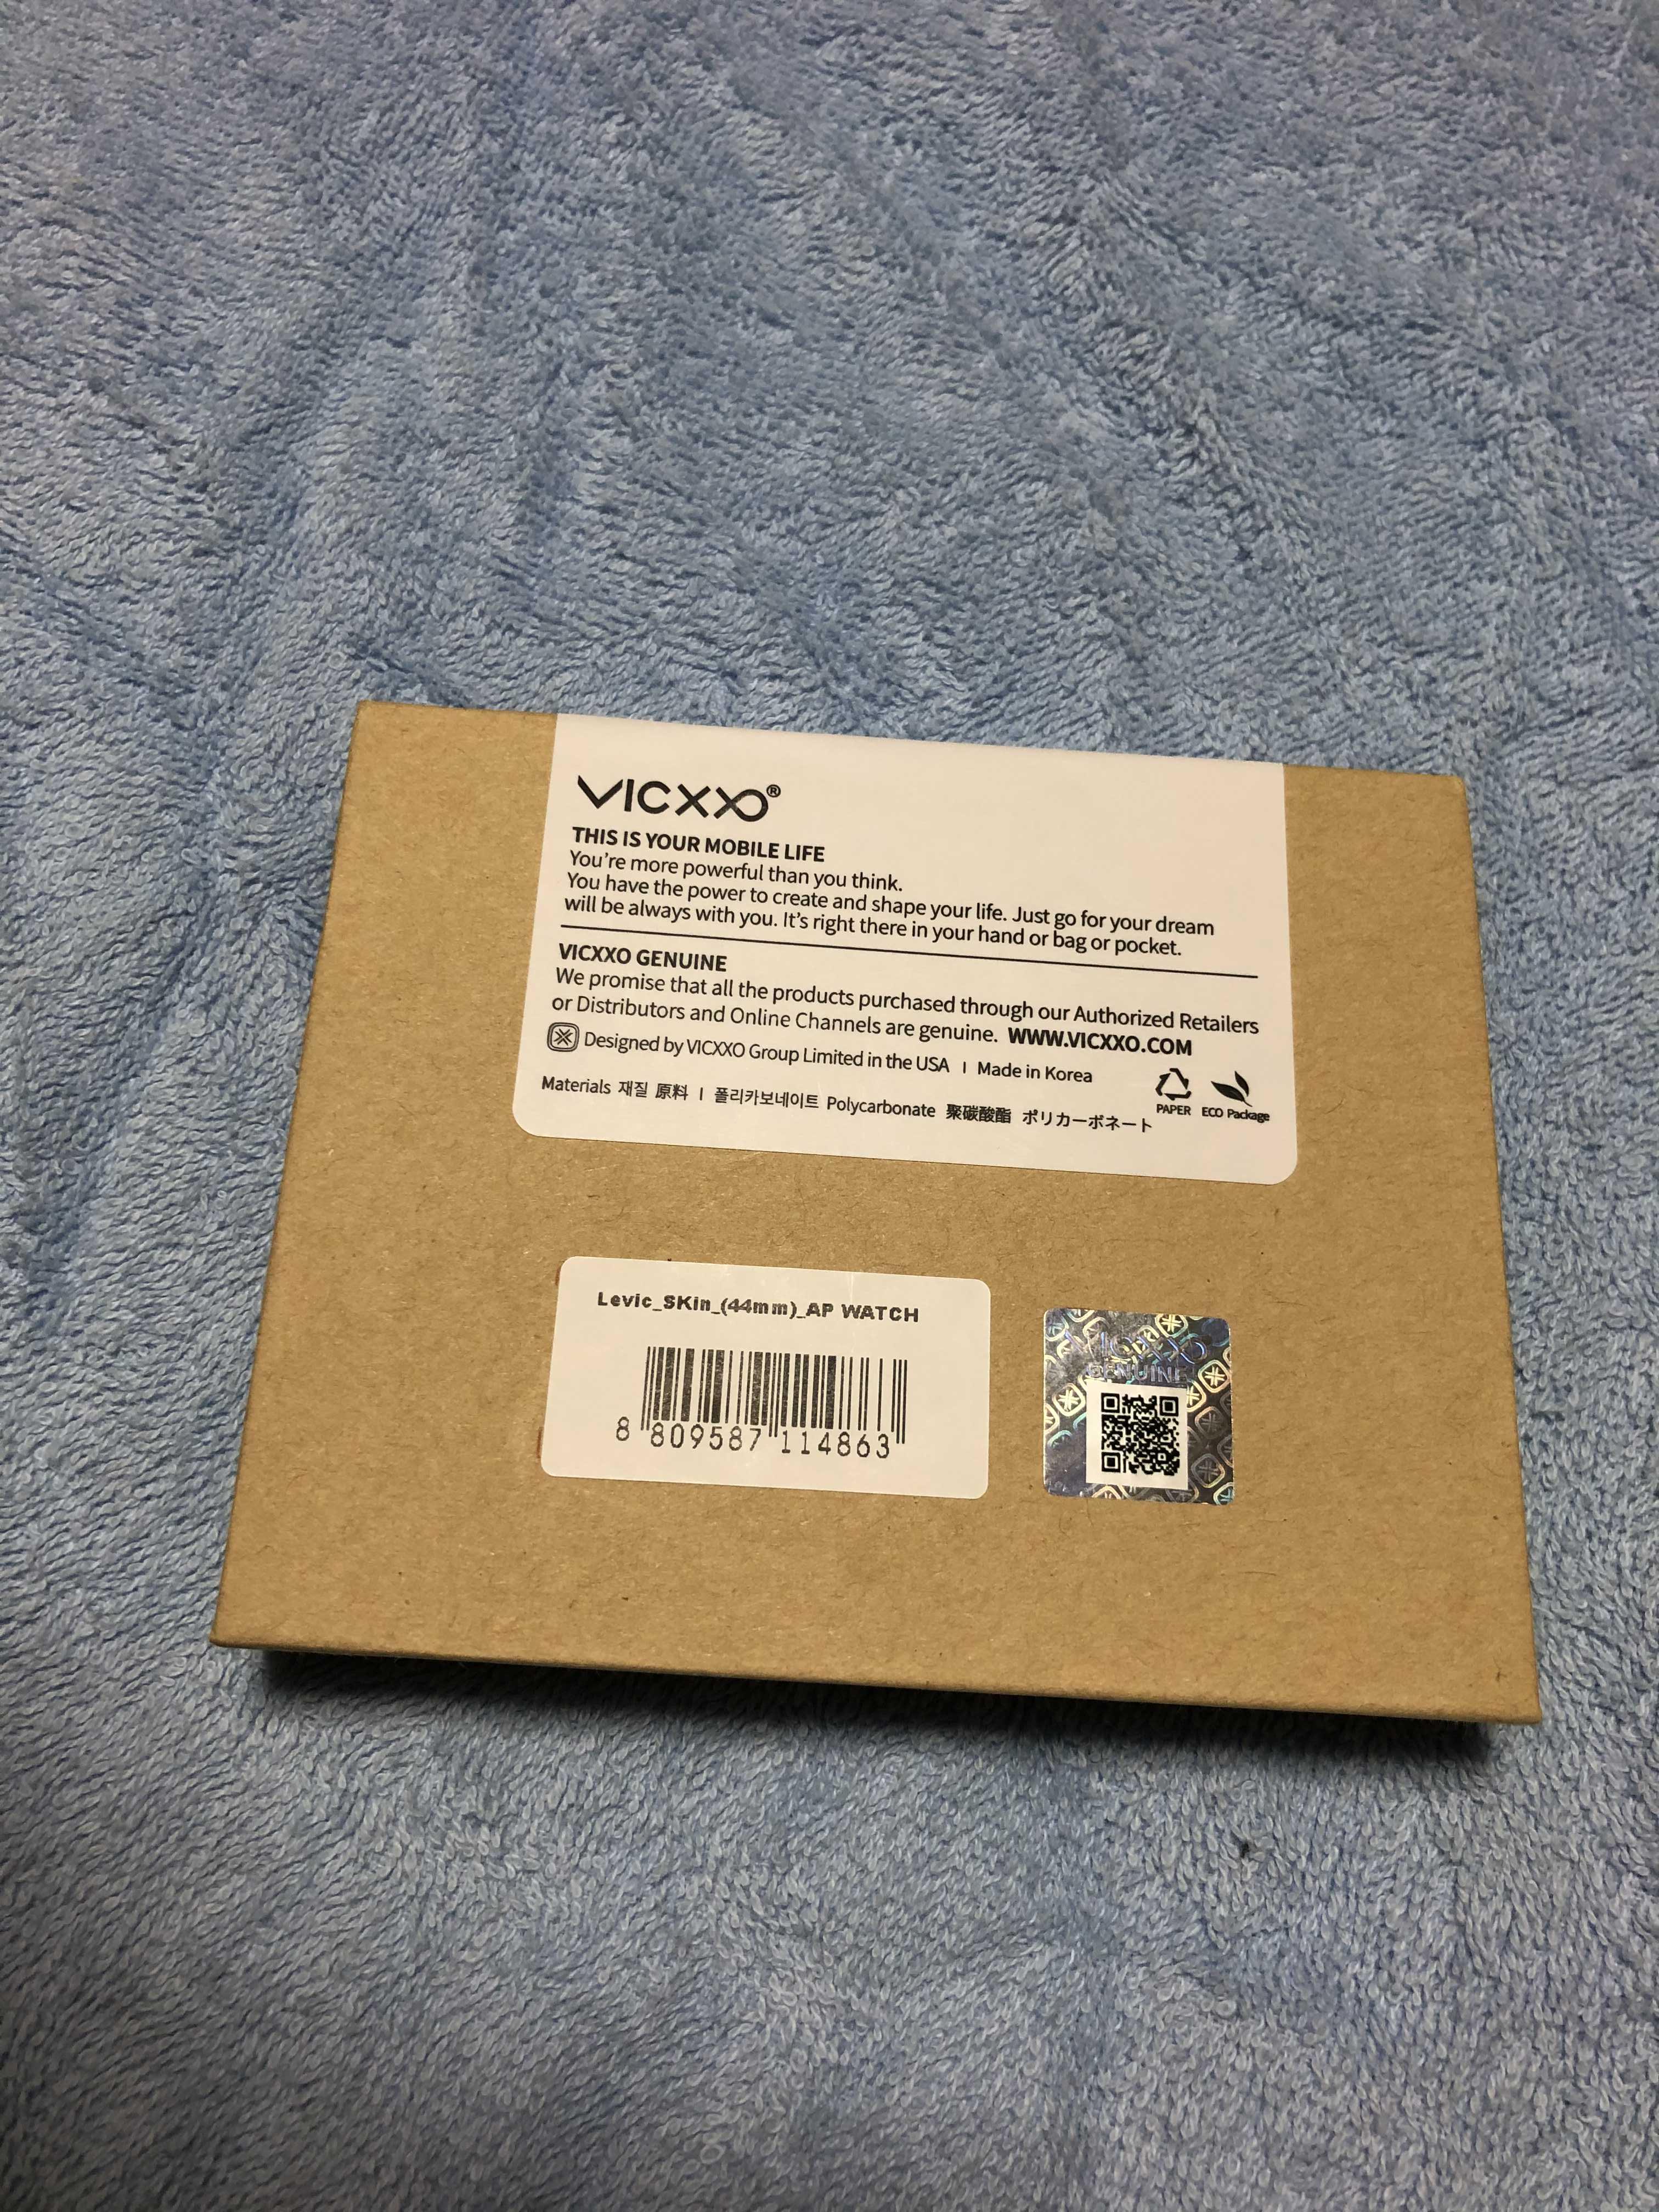 VICXXO®
THIS IS YOUR MOBILE LIFE
You're more powerful than you think.
You have the power to create and shape your life. Just go for your dream
will be always with you. It's right there in your hand or bag or pocket.
VICXXO GENUINE
We promise that all the products purchased through our Authorized Retailers
or Distributors and Online Channels are genuine. WWW.VICXXO.COM
Designed by VICXXO Group Limited in the USA | Made in Korea
Materials 재질 原料 | 폴리카보네이트 Polycarbonate 聚碳酸酯 ポリカーボネート
PAPER ECO Package
Levic_SKin_(44mm)_AP WATCH
8 809587 114863
VICXXO
GENUINE